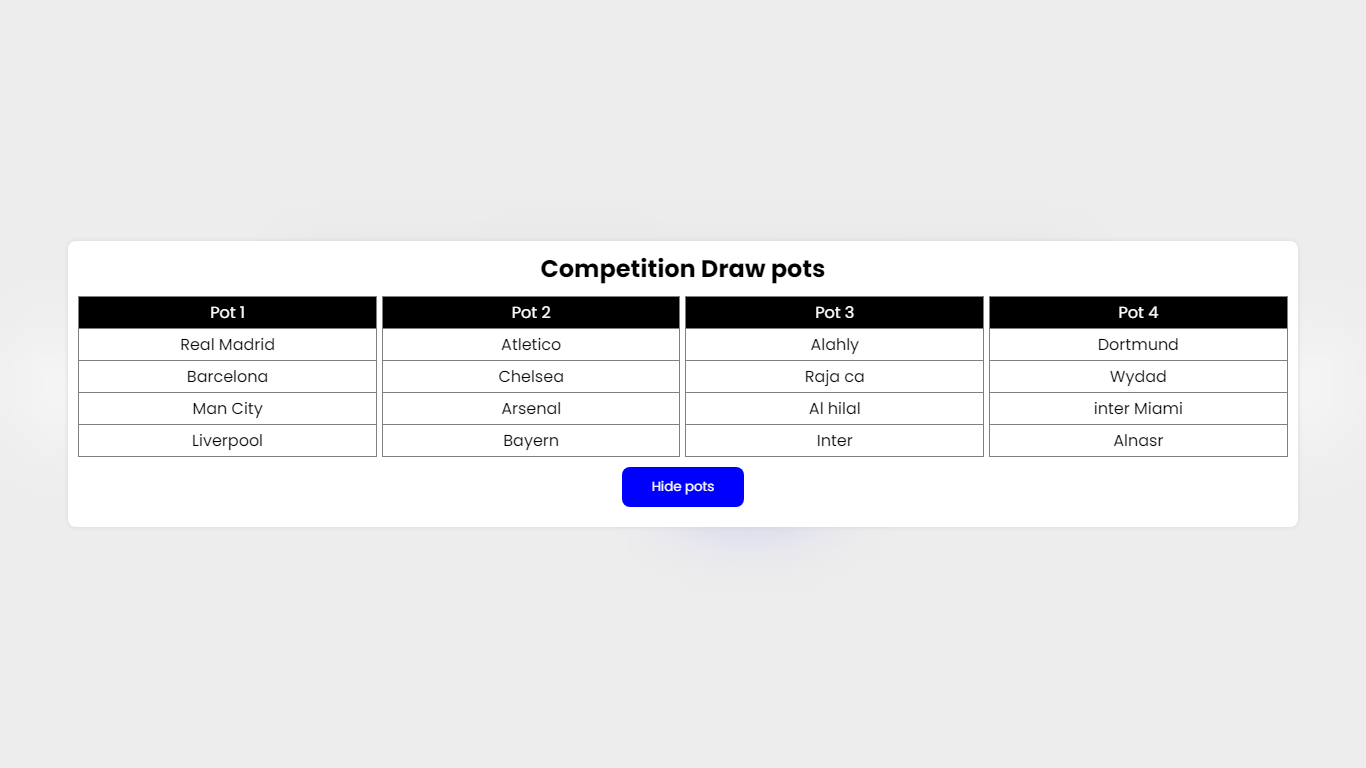 Competition Draw pots
Pot 1 Pot 2 Pot 3 Pot 4
Real Madrid Atletico Alahly Dortmund
Barcelona Chelsea Raja ca Wydad
Man City Arsenal Al hilal inter Miami
Liverpool Bayern Inter Alnasr
Hide pots